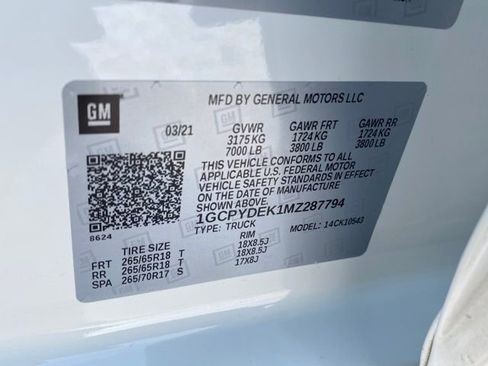 GM
MFD BY GENERAL MOTORS LLC
03/21 GVWR GAWR FRT GAWR RR
3175 KG 1724 KG 1724 KG
7000 LB 3800 LB 3800 LB
THIS VEHICLE CONFORMS TO ALL
APPLICABLE U.S. FEDERAL MOTOR
VEHICLE SAFETY STANDARDS IN EFFECT
ON THE DATE OF MANUFACTURE SHOWN ABOVE.
1GCPYDEK1MZ287794
8624
TYPE: TRUCK MODEL: 14CK10543
TIRE SIZE RIM
FRT 265/65R18 T 18X8.5J
RR 265/65R18 T 18X8.5J
SPA 265/70R17 S 17X8J